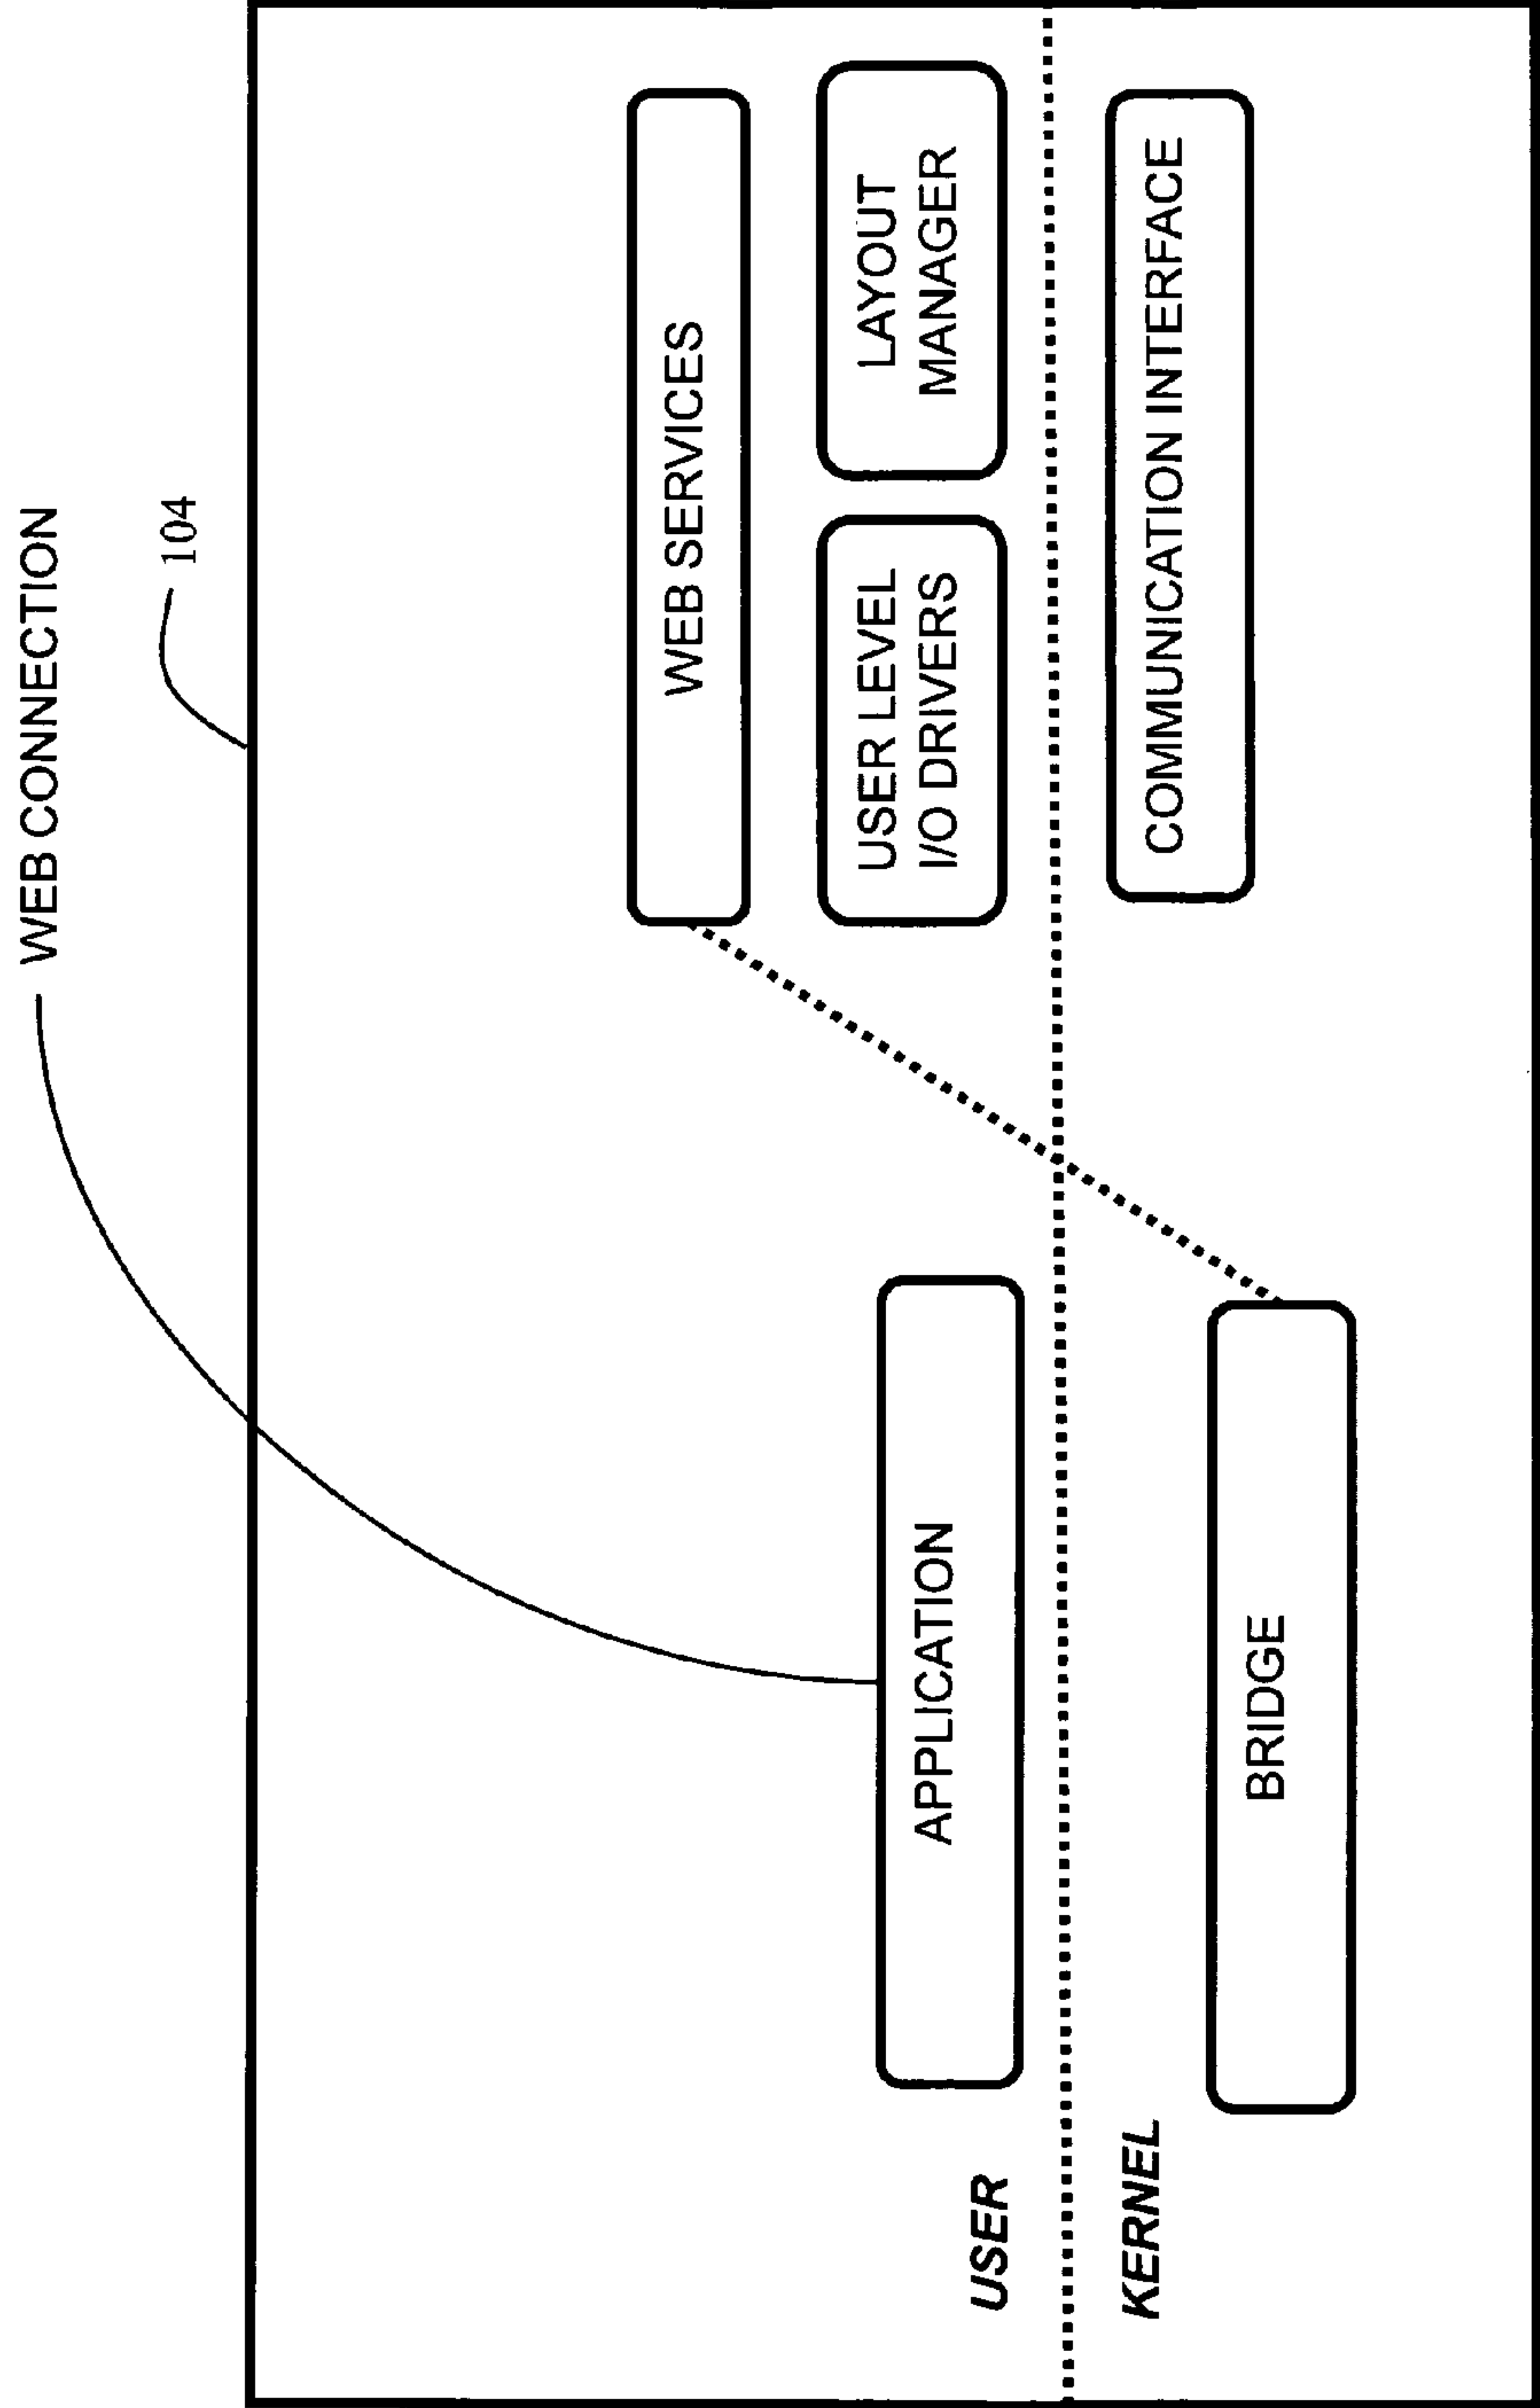 WEB CONNECTION
104
WEB SERVICES
USER LEVEL
I/O DRIVERS
LAYOUT
MANAGER
APPLICATION
USER
KERNEL
COMMUNICATION INTERFACE
BRIDGE